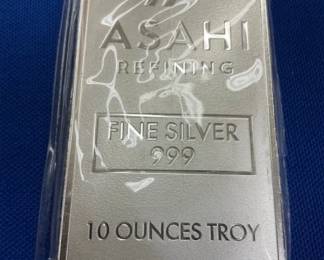 ASAHI
REFINING
FINE SILVER
999
10 OUNCES TROY